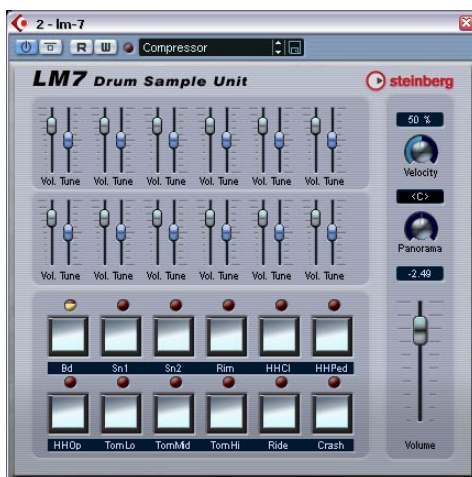 2 - lm-7
R W Compressor
LM7 Drum Sample Unit steinberg
50 %
Velocity
Vol. Tune Vol. Tune Vol. Tune Vol. Tune Vol. Tune Vol. Tune
<C>
Panorama
Vol. Tune Vol. Tune Vol. Tune Vol. Tune Vol. Tune Vol. Tune
-2.49
Bd Sn1 Sn2 Rim HHCl HHPed
HHOp TomLo TomMid TomHi Ride Crash
Volume